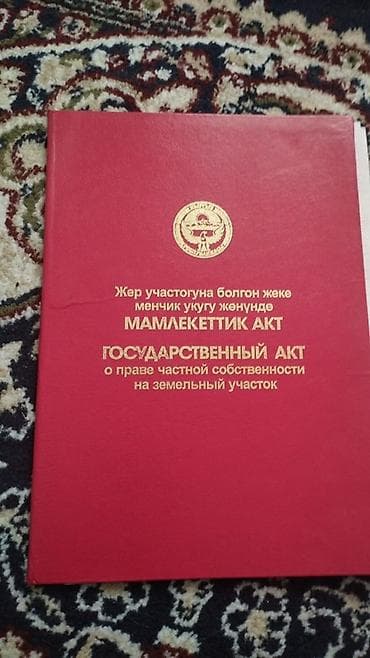 Жер участогуна болгон жеке
менчик укугу жөнүндө
МАМЛЕКЕТТИК АКТ
ГОСУДАРСТВЕННЫЙ АКТ
о праве частной собственности
на земельный участок